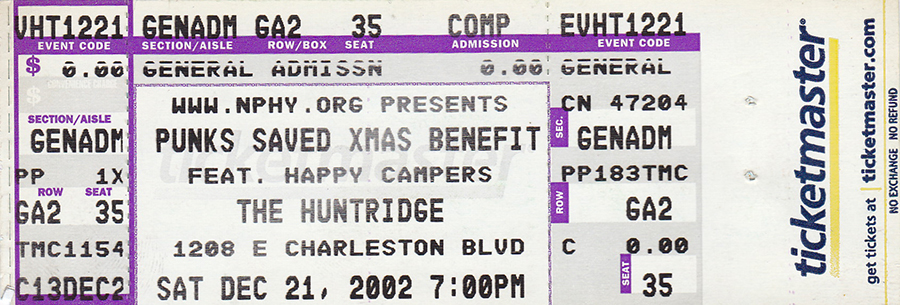 VHT1221
EVENT CODE
$ 0.00
SECTION/AISLE
GENADM
PP 1X
ROW SEAT
GA2 35
TMC1154
C13DEC2
GENADM GA2 35 COMP
SECTION/AISLE ROW/BOX SEAT ADMISSION
GENERAL ADMISSN 0.00
WWW.NPHY.ORG PRESENTS
PUNKS SAVED XMAS BENEFIT
FEAT. HAPPY CAMPERS
THE HUNTRIDGE
1208 E CHARLESTON BLVD
SAT DEC 21, 2002 7:00PM
ticketmaster
EVHT1221
EVENT CODE
GENERAL
CN 47204
SEC. GENADM
PP183TMC
ROW GA2
C 0.00
SEAT 35
ticketmaster
get tickets at | ticketmaster.com
NO EXCHANGE NO REFUND